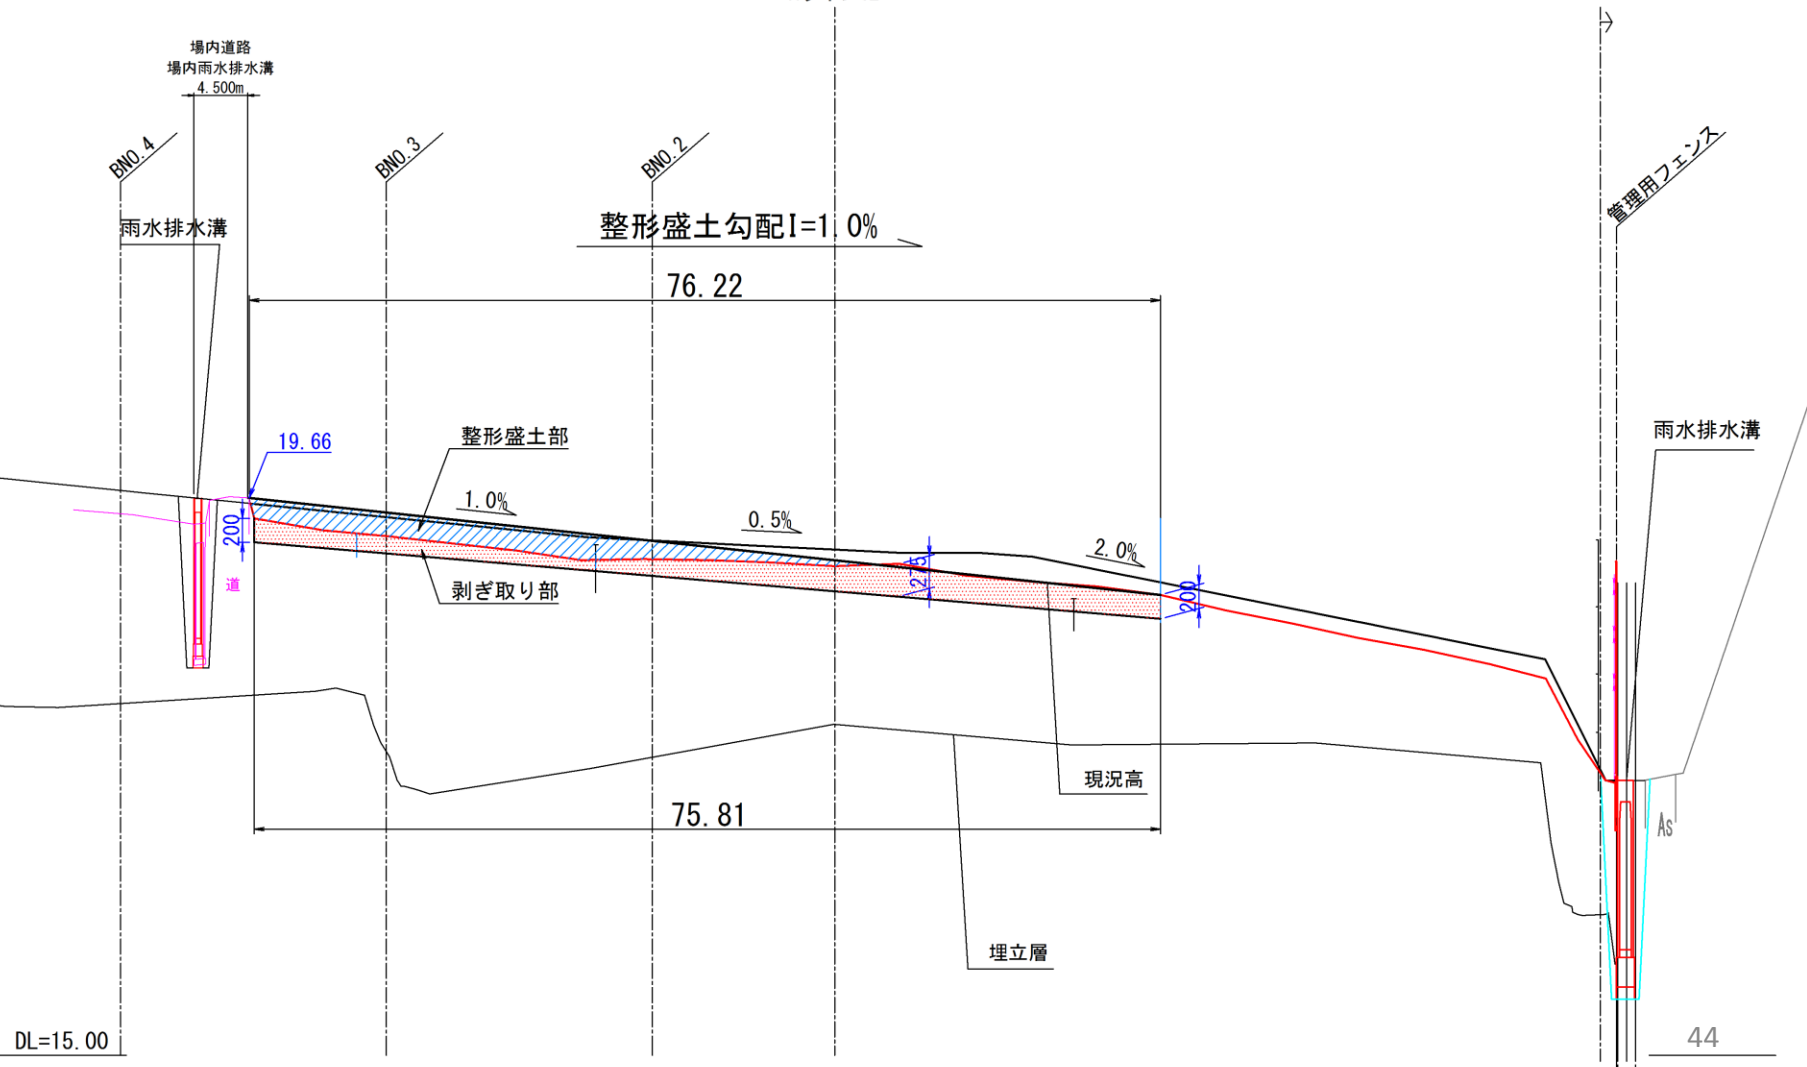 場内道路
場内雨水排水溝
4.500m
BNO.4
BNO.3
BNO.2
管理用フェンス
雨水排水溝
整形盛土勾配I=1.0%
76.22
19.66
整形盛土部
雨水排水溝
1.0%
0.5%
2.0%
200
275
200
道
剥ぎ取り部
現況高
75.81
As
埋立層
DL=15.00
44